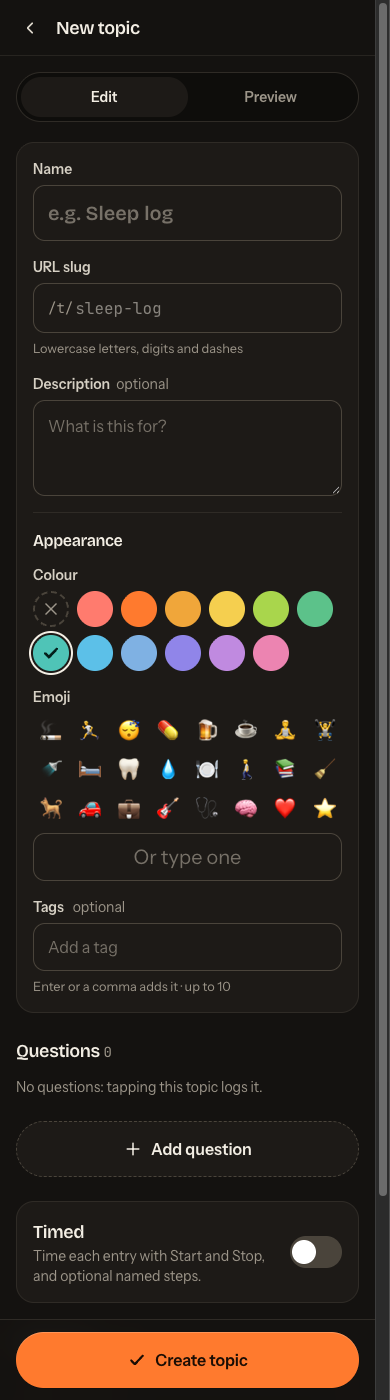 New topic
Edit
Preview
Name
e.g. Sleep log
URL slug
/t/sleep-log
Lowercase letters, digits and dashes
Description optional
What is this for?
Appearance
Colour
Emoji
Or type one
Tags optional
Add a tag
Enter or a comma adds it · up to 10
Questions 0
No questions: tapping this topic logs it.
Add question
Timed
Time each entry with Start and Stop,
and optional named steps.
Create topic